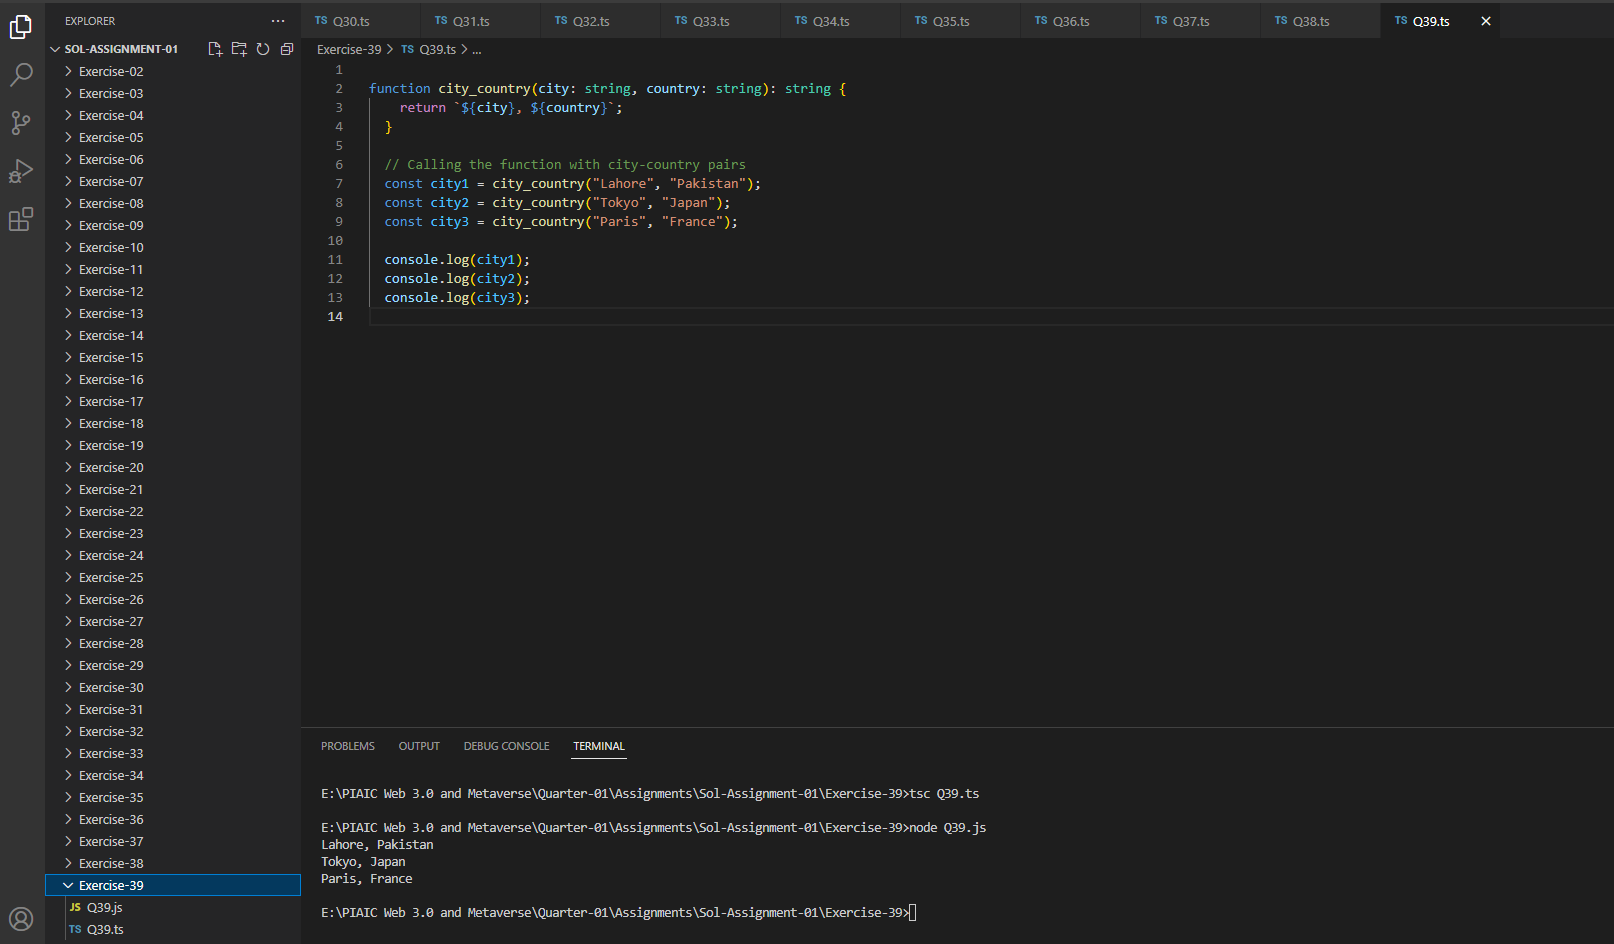 EXPLORER
SOL-ASSIGNMENT-01
Exercise-02
Exercise-03
Exercise-04
Exercise-05
Exercise-06
Exercise-07
Exercise-08
Exercise-09
Exercise-10
Exercise-11
Exercise-12
Exercise-13
Exercise-14
Exercise-15
Exercise-16
Exercise-17
Exercise-18
Exercise-19
Exercise-20
Exercise-21
Exercise-22
Exercise-23
Exercise-24
Exercise-25
Exercise-26
Exercise-27
Exercise-28
Exercise-29
Exercise-30
Exercise-31
Exercise-32
Exercise-33
Exercise-34
Exercise-35
Exercise-36
Exercise-37
Exercise-38
Exercise-39
JS Q39.js
TS Q39.ts
TS Q30.ts TS Q31.ts TS Q32.ts TS Q33.ts TS Q34.ts TS Q35.ts TS Q36.ts TS Q37.ts TS Q38.ts TS Q39.ts
Exercise-39 > TS Q39.ts > ...
1
2 function city_country(city: string, country: string): string {
3 return `${city}, ${country}`;
4 }
5
6 // Calling the function with city-country pairs
7 const city1 = city_country("Lahore", "Pakistan");
8 const city2 = city_country("Tokyo", "Japan");
9 const city3 = city_country("Paris", "France");
10
11 console.log(city1);
12 console.log(city2);
13 console.log(city3);
14
PROBLEMS OUTPUT DEBUG CONSOLE TERMINAL
E:\PIAIC Web 3.0 and Metaverse\Quarter-01\Assignments\Sol-Assignment-01\Exercise-39>tsc Q39.ts
E:\PIAIC Web 3.0 and Metaverse\Quarter-01\Assignments\Sol-Assignment-01\Exercise-39>node Q39.js
Lahore, Pakistan
Tokyo, Japan
Paris, France
E:\PIAIC Web 3.0 and Metaverse\Quarter-01\Assignments\Sol-Assignment-01\Exercise-39>